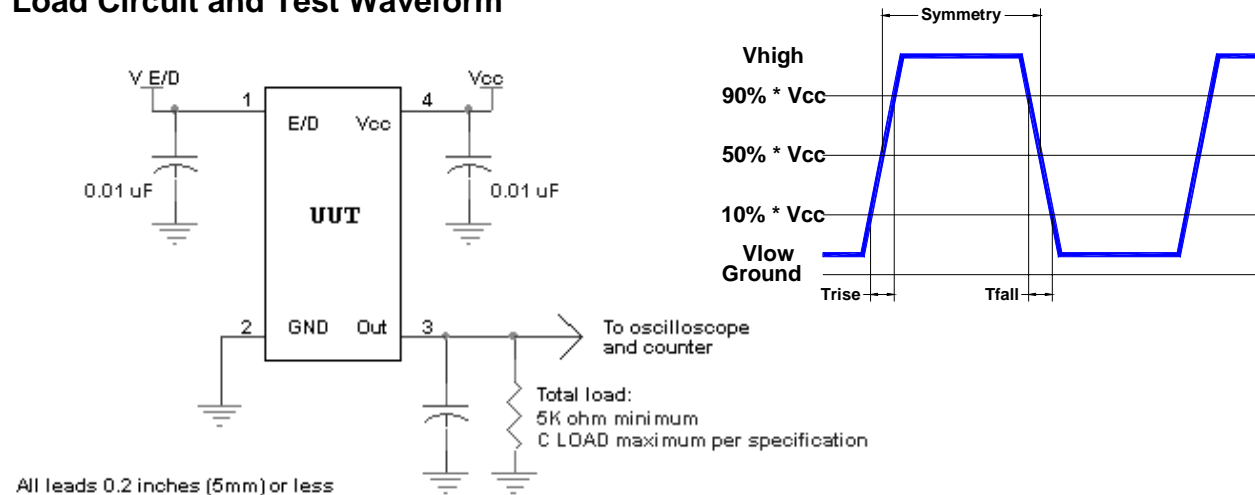 Load Circuit and Test Waveform
V E/D
Vcc
1
4
E/D
Vcc
0.01 uF
0.01 uF
UUT
2
GND
Out
3
To oscilloscope
and counter
Total load:
5K ohm minimum
C LOAD maximum per specification
All leads 0.2 inches (5mm) or less
Symmetry
Vhigh
90% * Vcc
50% * Vcc
10% * Vcc
Vlow
Ground
Trise
Tfall